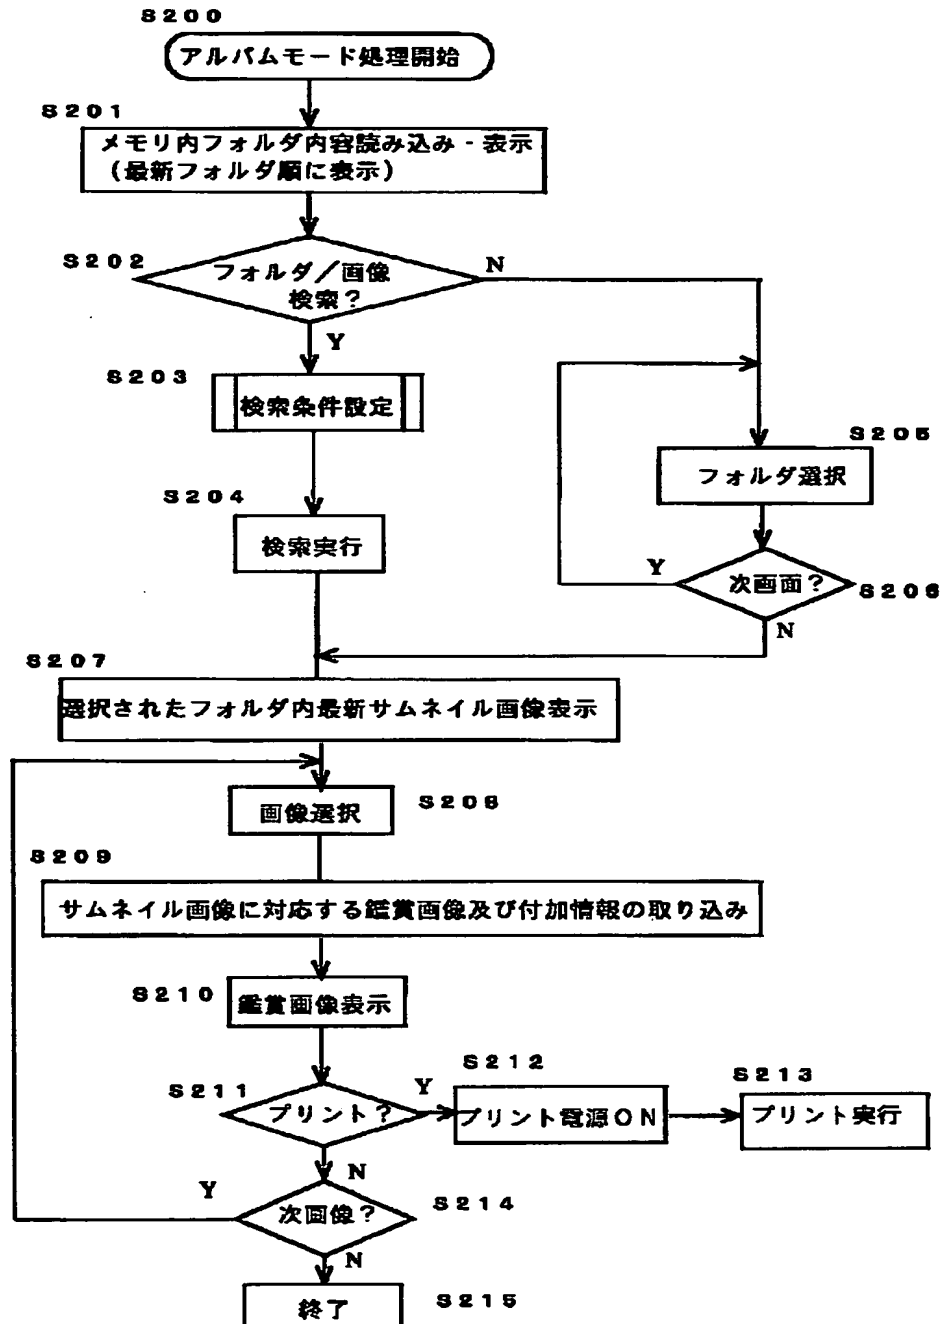 S200
アルバムモード処理開始
S201
メモリ内フォルダ内容読み込み‐表示
(最新フォルダ順に表示)
S202
フォルダ/画像
検索?
N
Y
S203
検索条件設定
S204
検索実行
S205
フォルダ選択
Y
次画面?
S206
N
S207
選択されたフォルダ内最新サムネイル画像表示
画像選択
S208
S209
サムネイル画像に対応する鑑賞画像及び付加情報の取り込み
S210
鑑賞画像表示
S211
プリント?
Y
S212
プリント電源ON
S213
プリント実行
N
Y
次画像?
S214
N
終了
S215